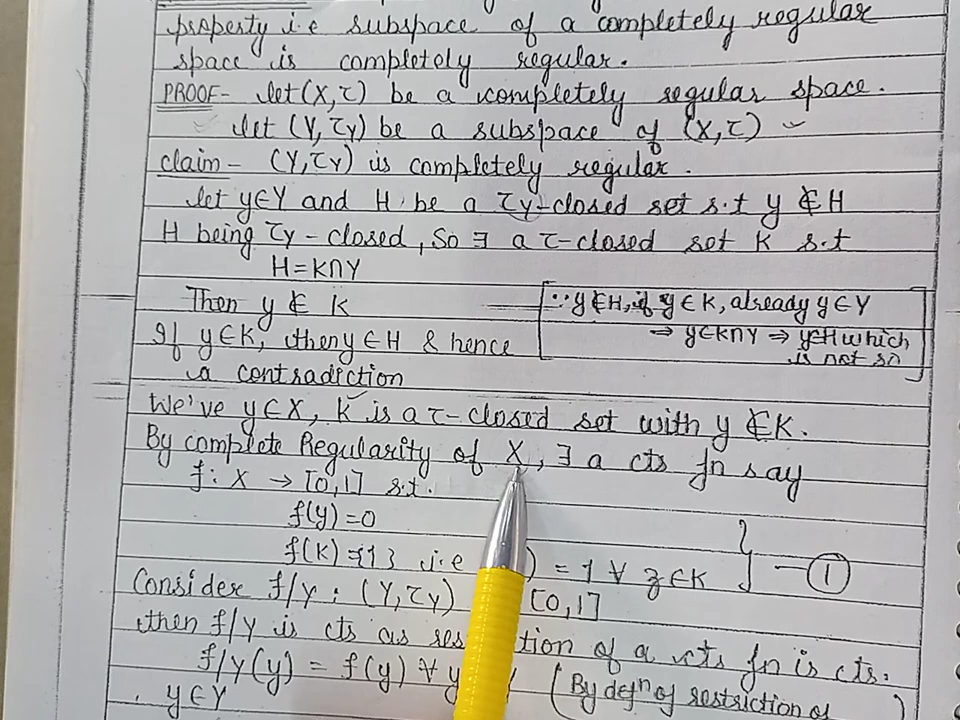 property i.e subspace of a completely regular
space is completely regular.
PROOF- let (X,τ) be a completely regular space.
let (Y,τY) be a subspace of (X,τ)
claim- (Y,τY) is completely regular.
let y∈Y and H be a τY-closed set s.t y∉H
H being τY-closed, So ∃ a τ-closed set K s.t
H=K∩Y
Then y∉K
[∵ y∉H, if y∈K, already y∈Y
⇒ y∈K∩Y ⇒ y∈H which
is not so]
If y∈K, then y∈H & hence
a contradiction
We've y∈X, K is a τ-closed set with y∉K.
By complete Regularity of X, ∃ a cts fn say
f: X → [0,1] s.t.
f(y)=0
f(K)={1} i.e ) = 1 ∀ z∈K } —①
Consider f/Y : (Y,τY) [0,1]
then f/Y is cts as res tion of a cts fn is cts.
f/Y(y) = f(y) ∀ y (By defn of restriction of
y∈Y